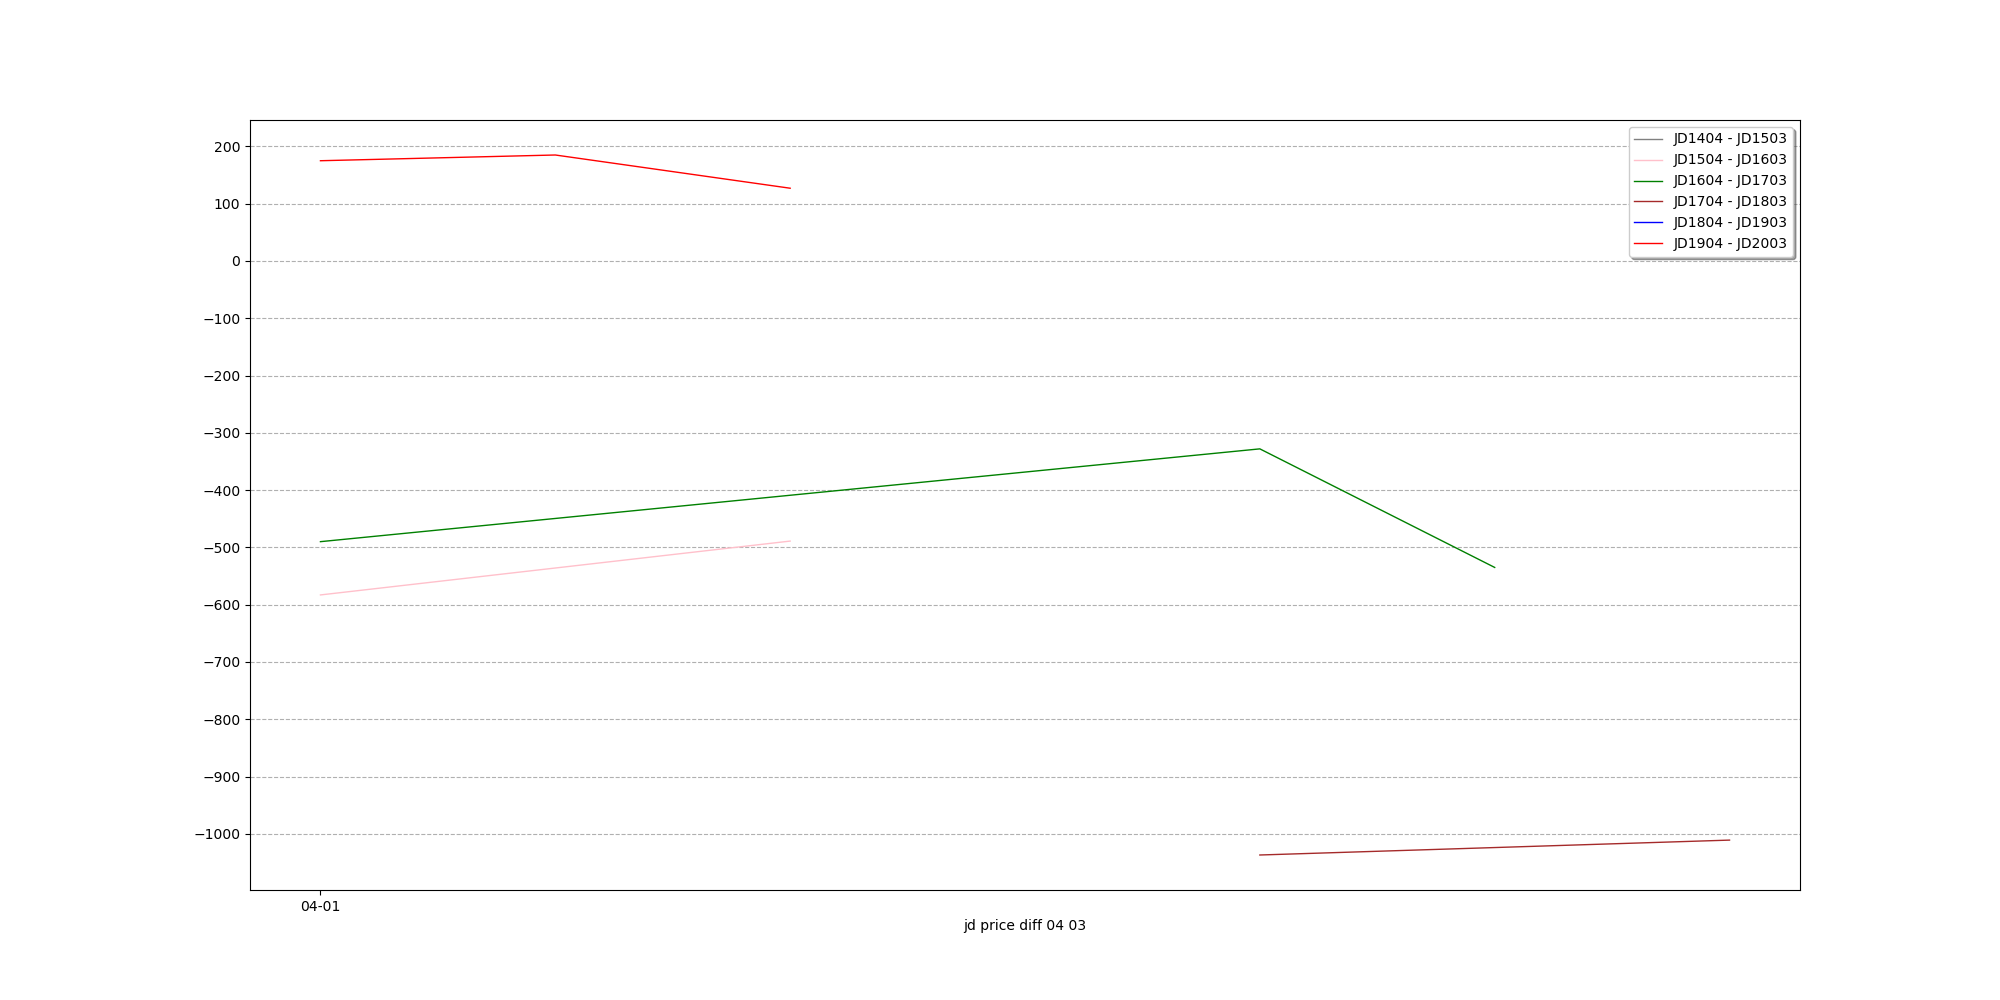 200
100
0
−100
−200
−300
−400
−500
−600
−700
−800
−900
−1000
04-01
jd price diff 04 03
JD1404 - JD1503
JD1504 - JD1603
JD1604 - JD1703
JD1704 - JD1803
JD1804 - JD1903
JD1904 - JD2003